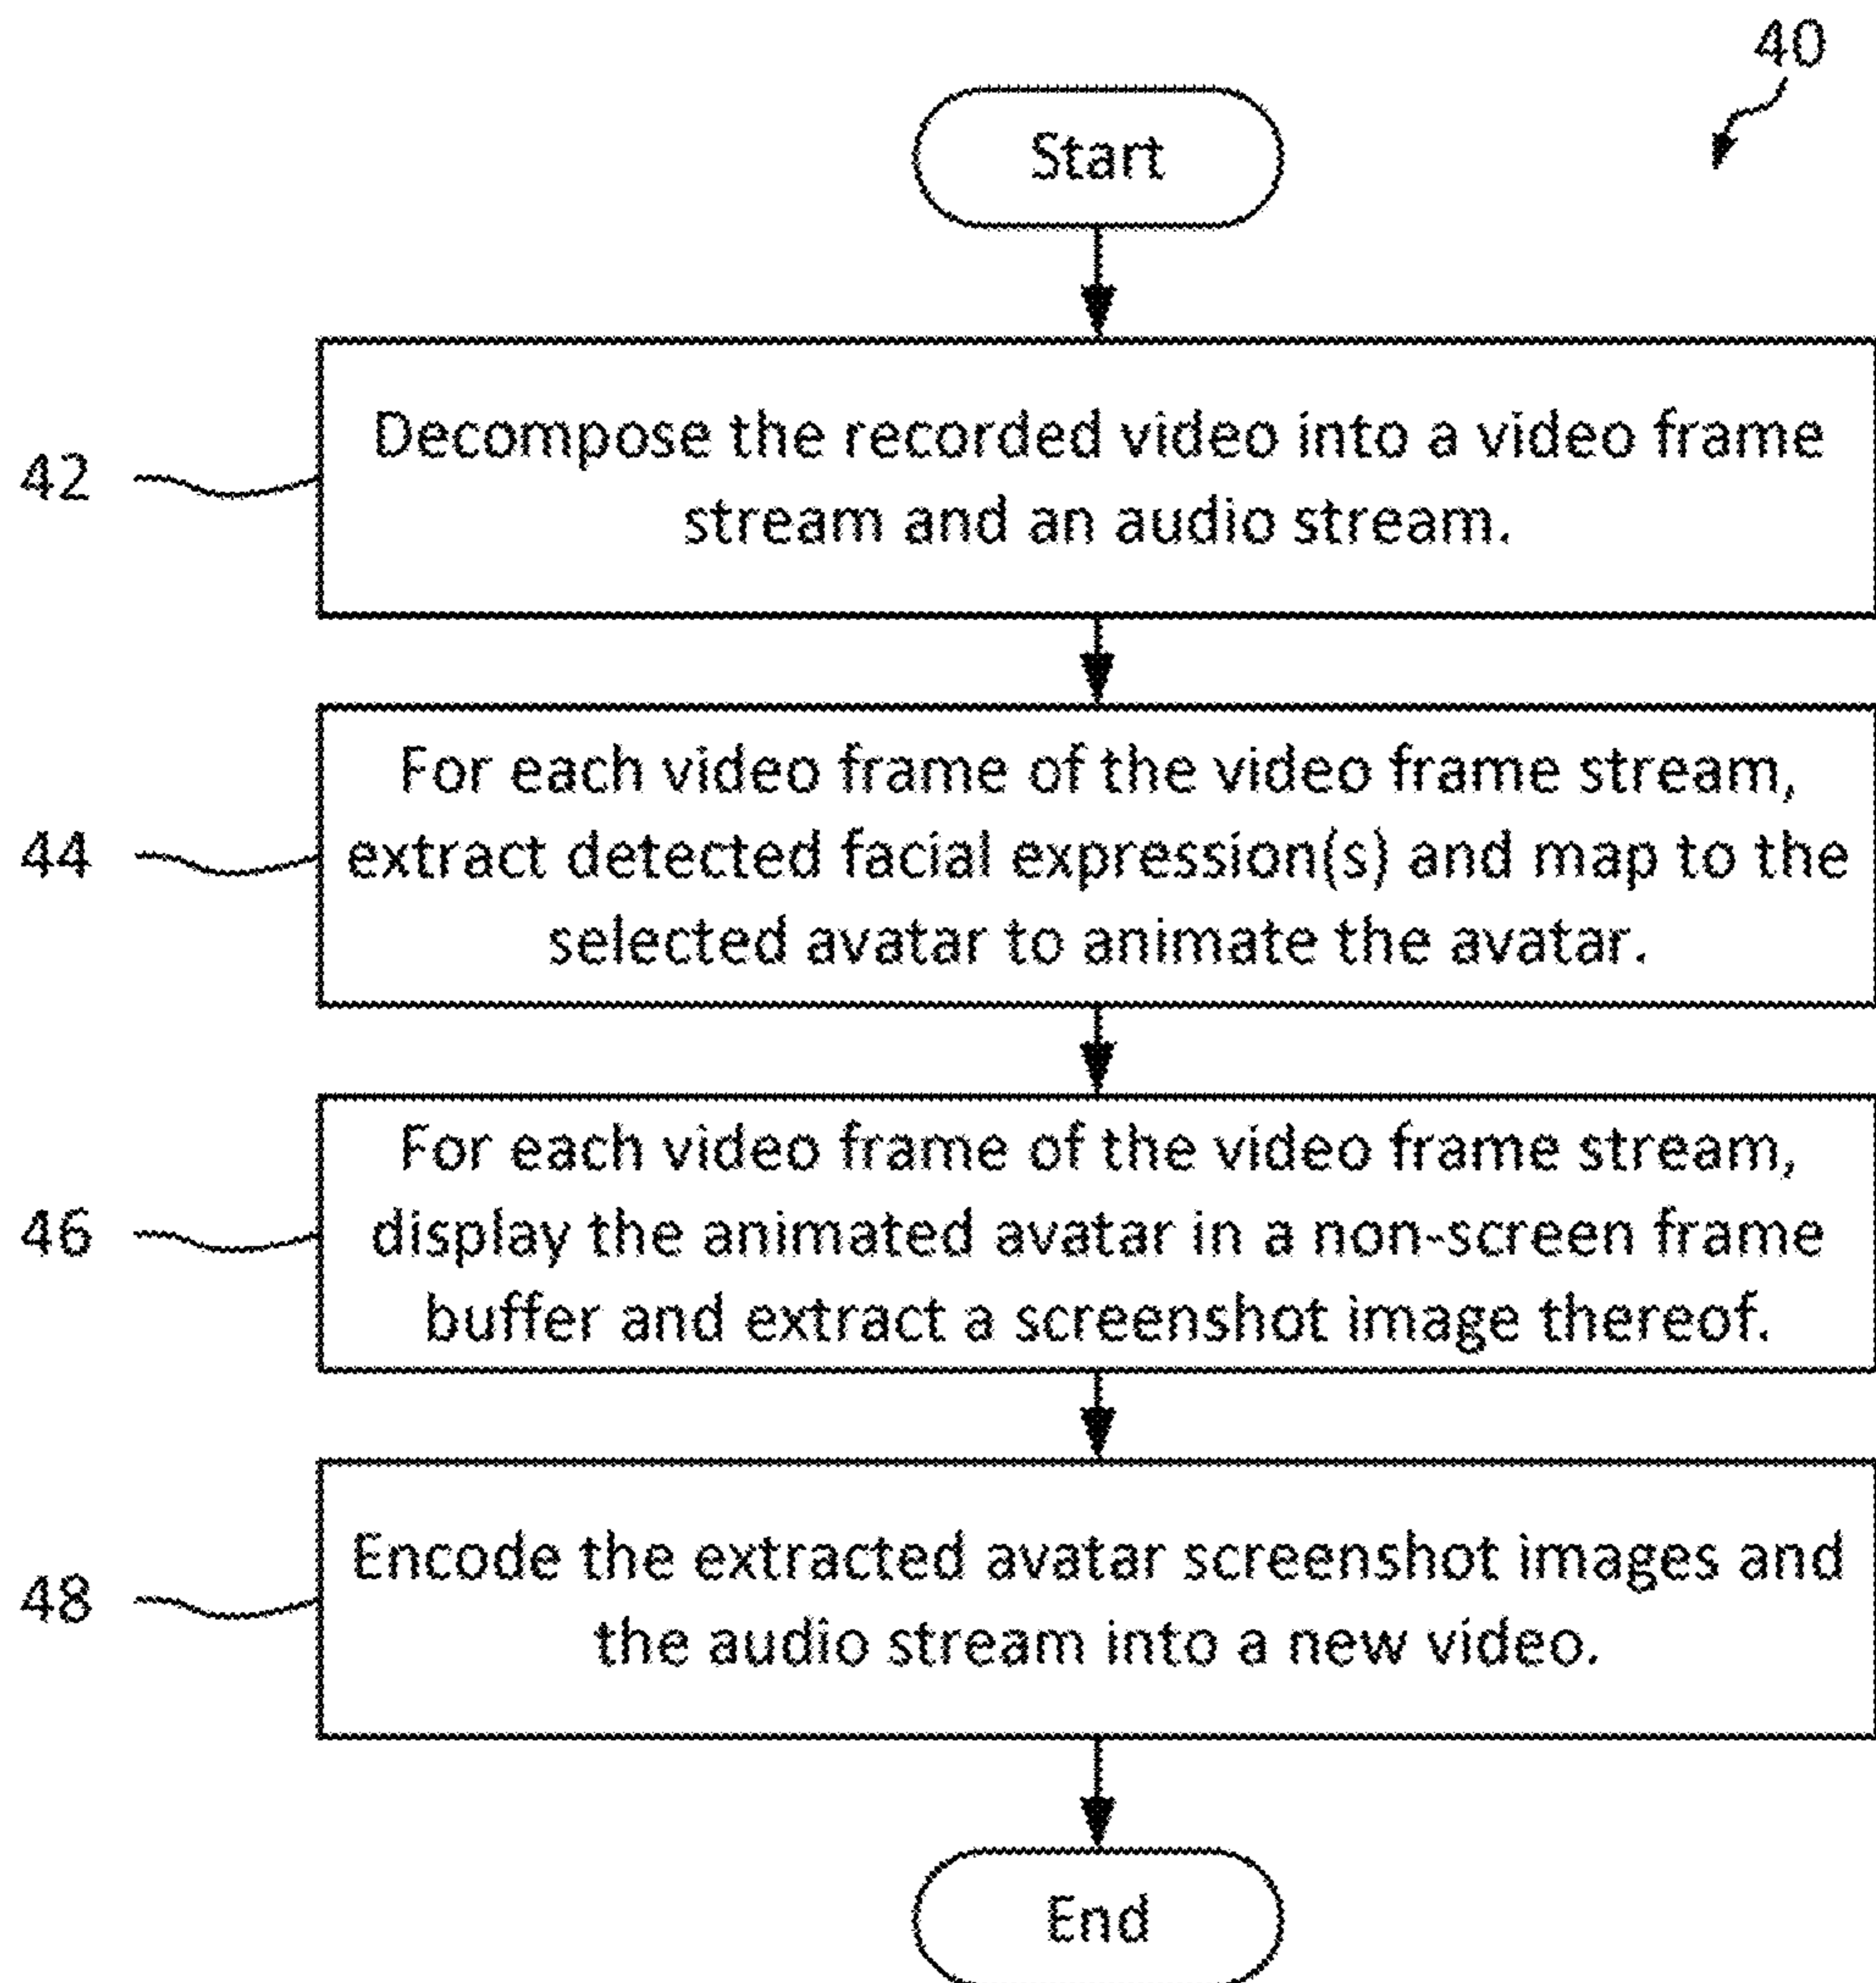 40
Start
42
Decompose the recorded video into a video frame
stream and an audio stream.
44
For each video frame of the video frame stream,
extract detected facial expression(s) and map to the
selected avatar to animate the avatar.
46
For each video frame of the video frame stream,
display the animated avatar in a non-screen frame
buffer and extract a screenshot image thereof.
48
Encode the extracted avatar screenshot images and
the audio stream into a new video.
End